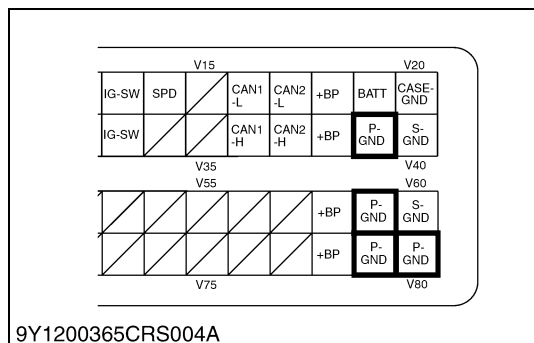 V15 V20
IG-SW SPD CAN1 -L CAN2 -L +BP BATT CASE- GND
IG-SW CAN1 -H CAN2 -H +BP P- GND S- GND
V35 V40
V55 V60
+BP P- GND S- GND
+BP P- GND P- GND
V75 V80
9Y1200365CRS004A